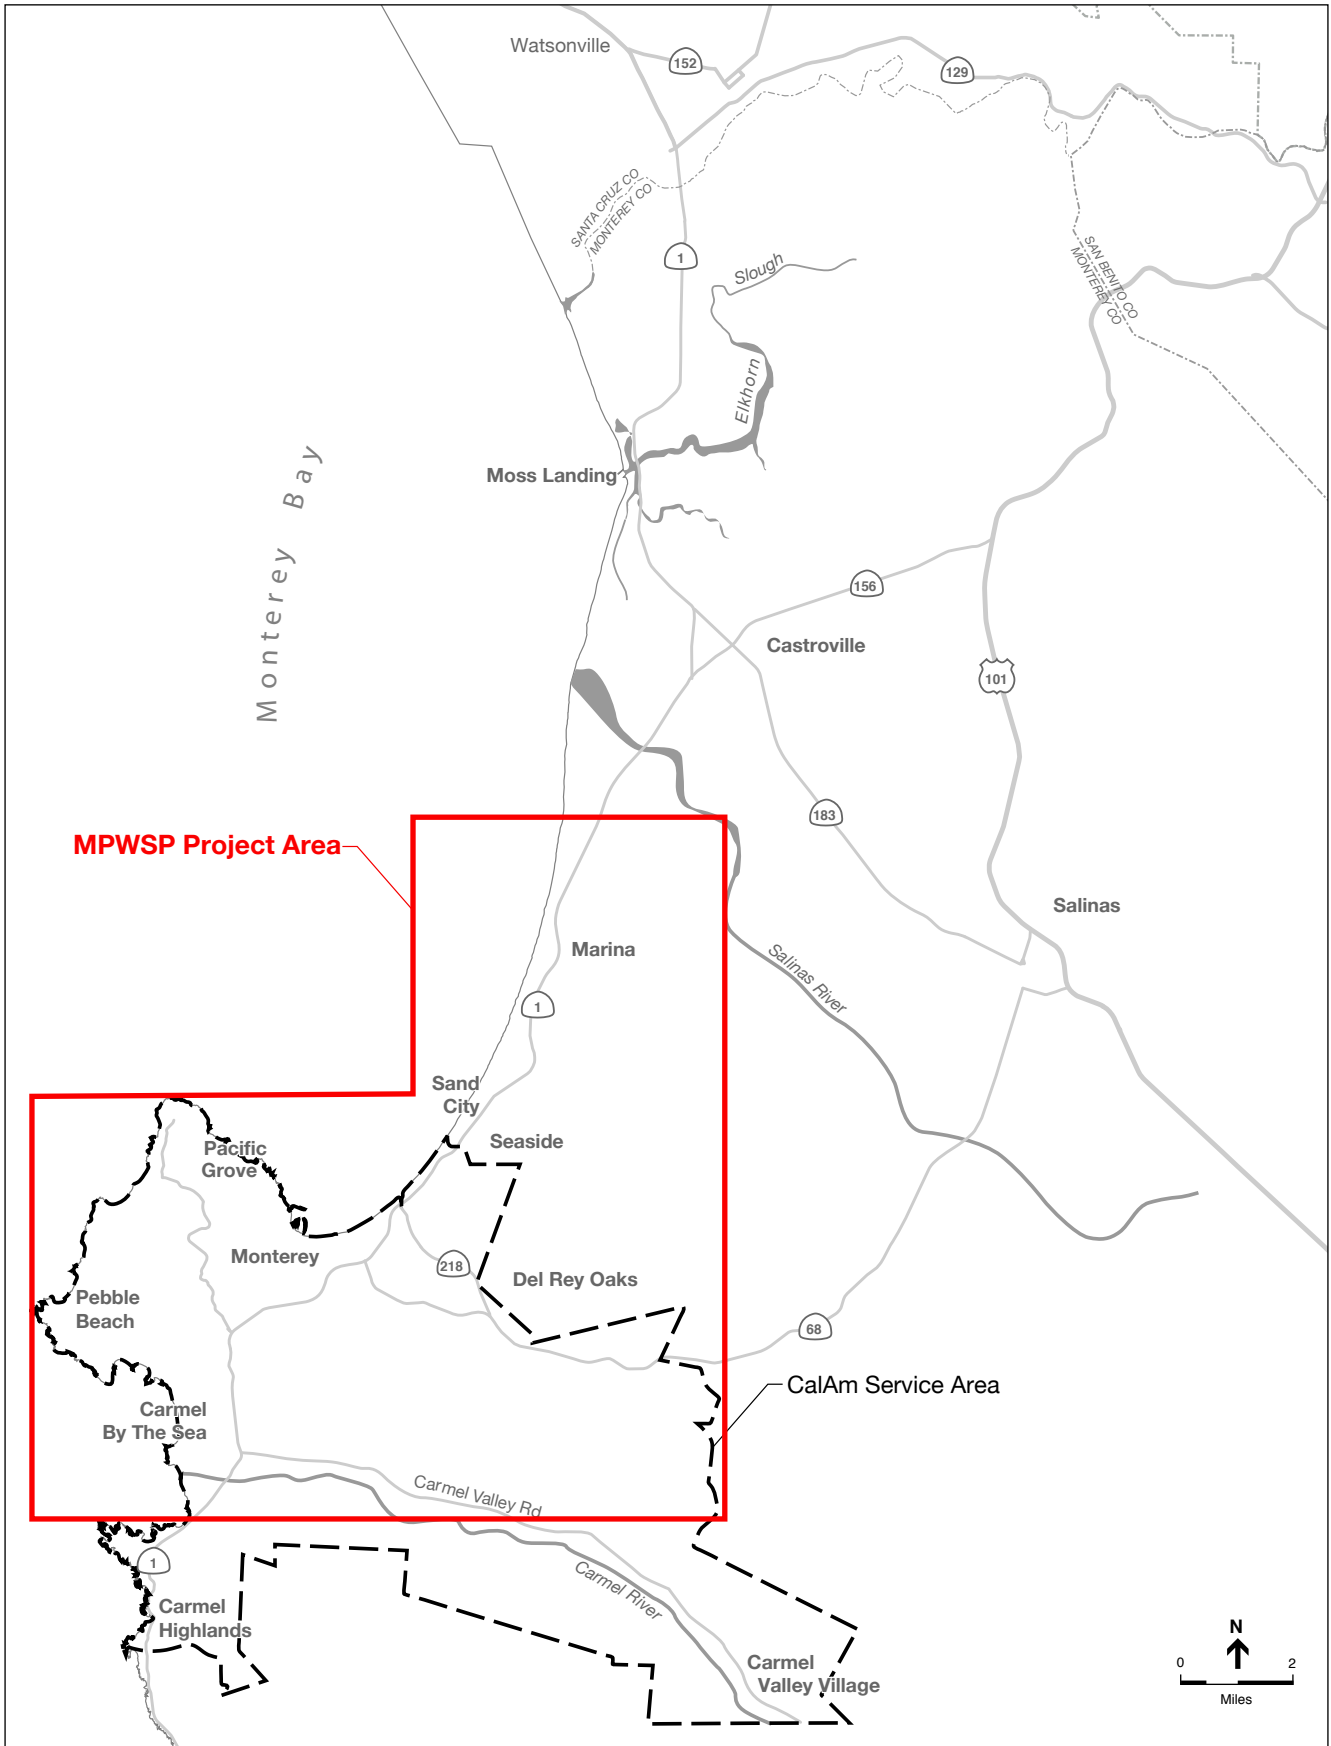 Watsonville
152
129
SANTA CRUZ CO
MONTEREY CO
1
Slough
SAN BENITO CO
MONTEREY CO
Elkhorn
Monterey Bay
Moss Landing
156
Castroville
101
183
MPWSP Project Area
Salinas
Marina
Salinas River
1
Sand
City
Seaside
Pacific
Grove
Monterey
218
Del Rey Oaks
Pebble
Beach
68
CalAm Service Area
Carmel
By The Sea
Carmel Valley Rd
1
Carmel River
Carmel
Highlands
Carmel
Valley Village
N
0 2
Miles